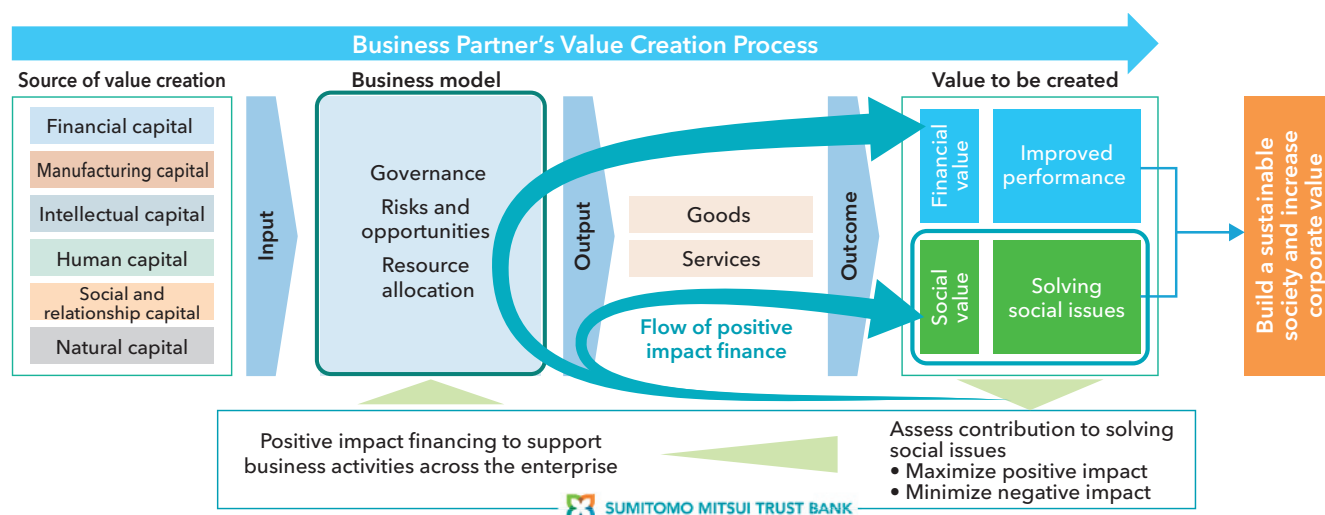 Business Partner's Value Creation Process
Source of value creation
Financial capital
Manufacturing capital
Intellectual capital
Human capital
Social and
relationship capital
Natural capital
Input
Business model
Governance
Risks and
opportunities
Resource
allocation
Output
Goods
Services
Flow of positive
impact finance
Outcome
Value to be created
Financial
value
Improved
performance
Social
value
Solving
social issues
Build a sustainable
society and increase
corporate value
Positive impact financing to support
business activities across the enterprise
Assess contribution to solving
social issues
• Maximize positive impact
• Minimize negative impact
SUMITOMO MITSUI TRUST BANK